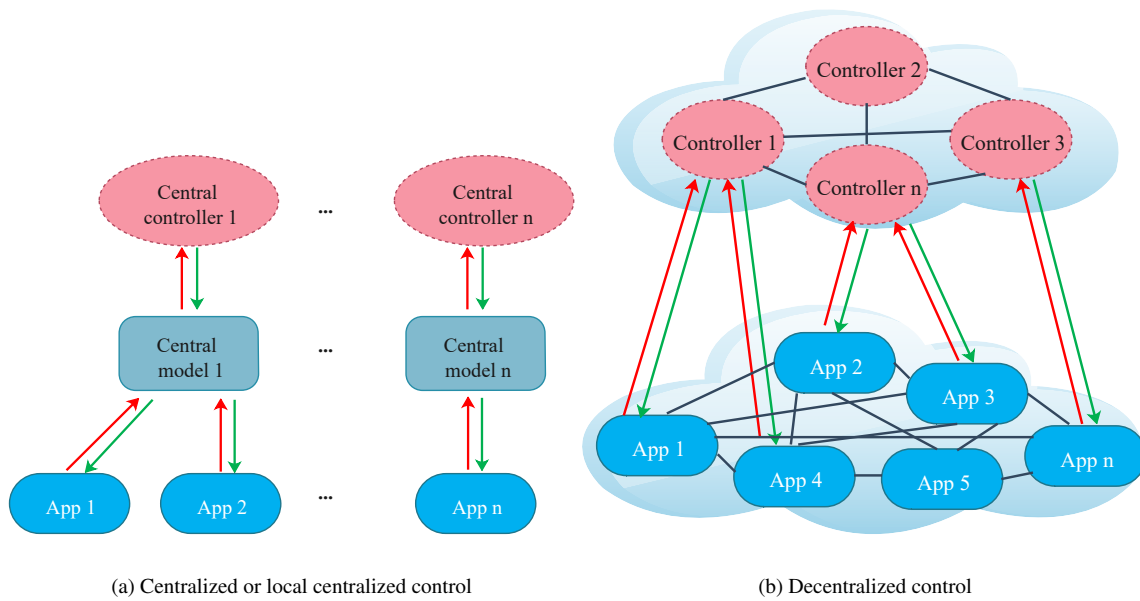 Central
controller 1
...
Central
controller n
Central
model 1
...
Central
model n
App 1
App 2
...
App n
(a) Centralized or local centralized control
Controller 2
Controller 1
Controller 3
Controller n
App 2
App 3
App 1
App n
App 4
App 5
(b) Decentralized control